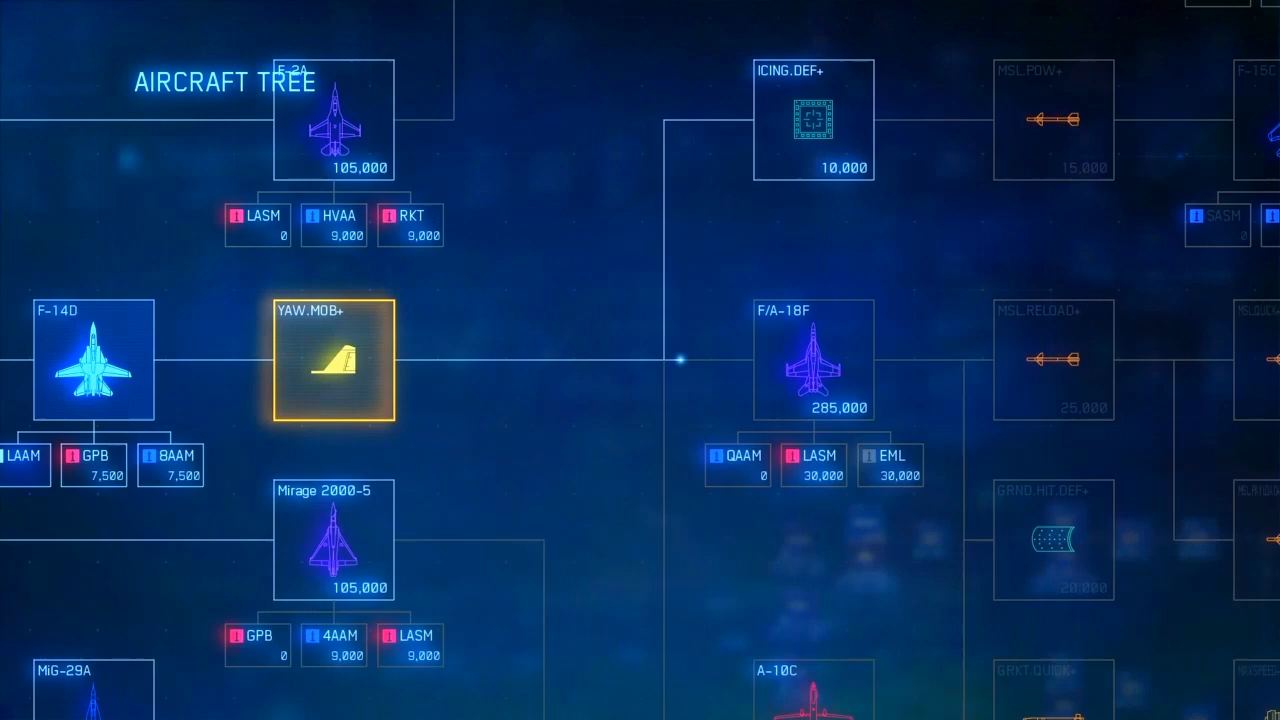 AIRCRAFT TREE
F-2A
105,000
LASM
0
HVAA
9,000
RKT
9,000
ICING.DEF+
10,000
MSL.POW+
15,000
F-15C
SASM
0
F-14D
LAAM
GPB
7,500
8AAM
7,500
YAW.MOB+
F/A-18F
285,000
QAAM
0
LASM
30,000
EML
30,000
MSL.RELOAD+
25,000
Mirage 2000-5
105,000
GPB
0
4AAM
9,000
LASM
9,000
GRND.HIT.DEF+
20,000
MiG-29A
A-10C
GRKT.QUICK+